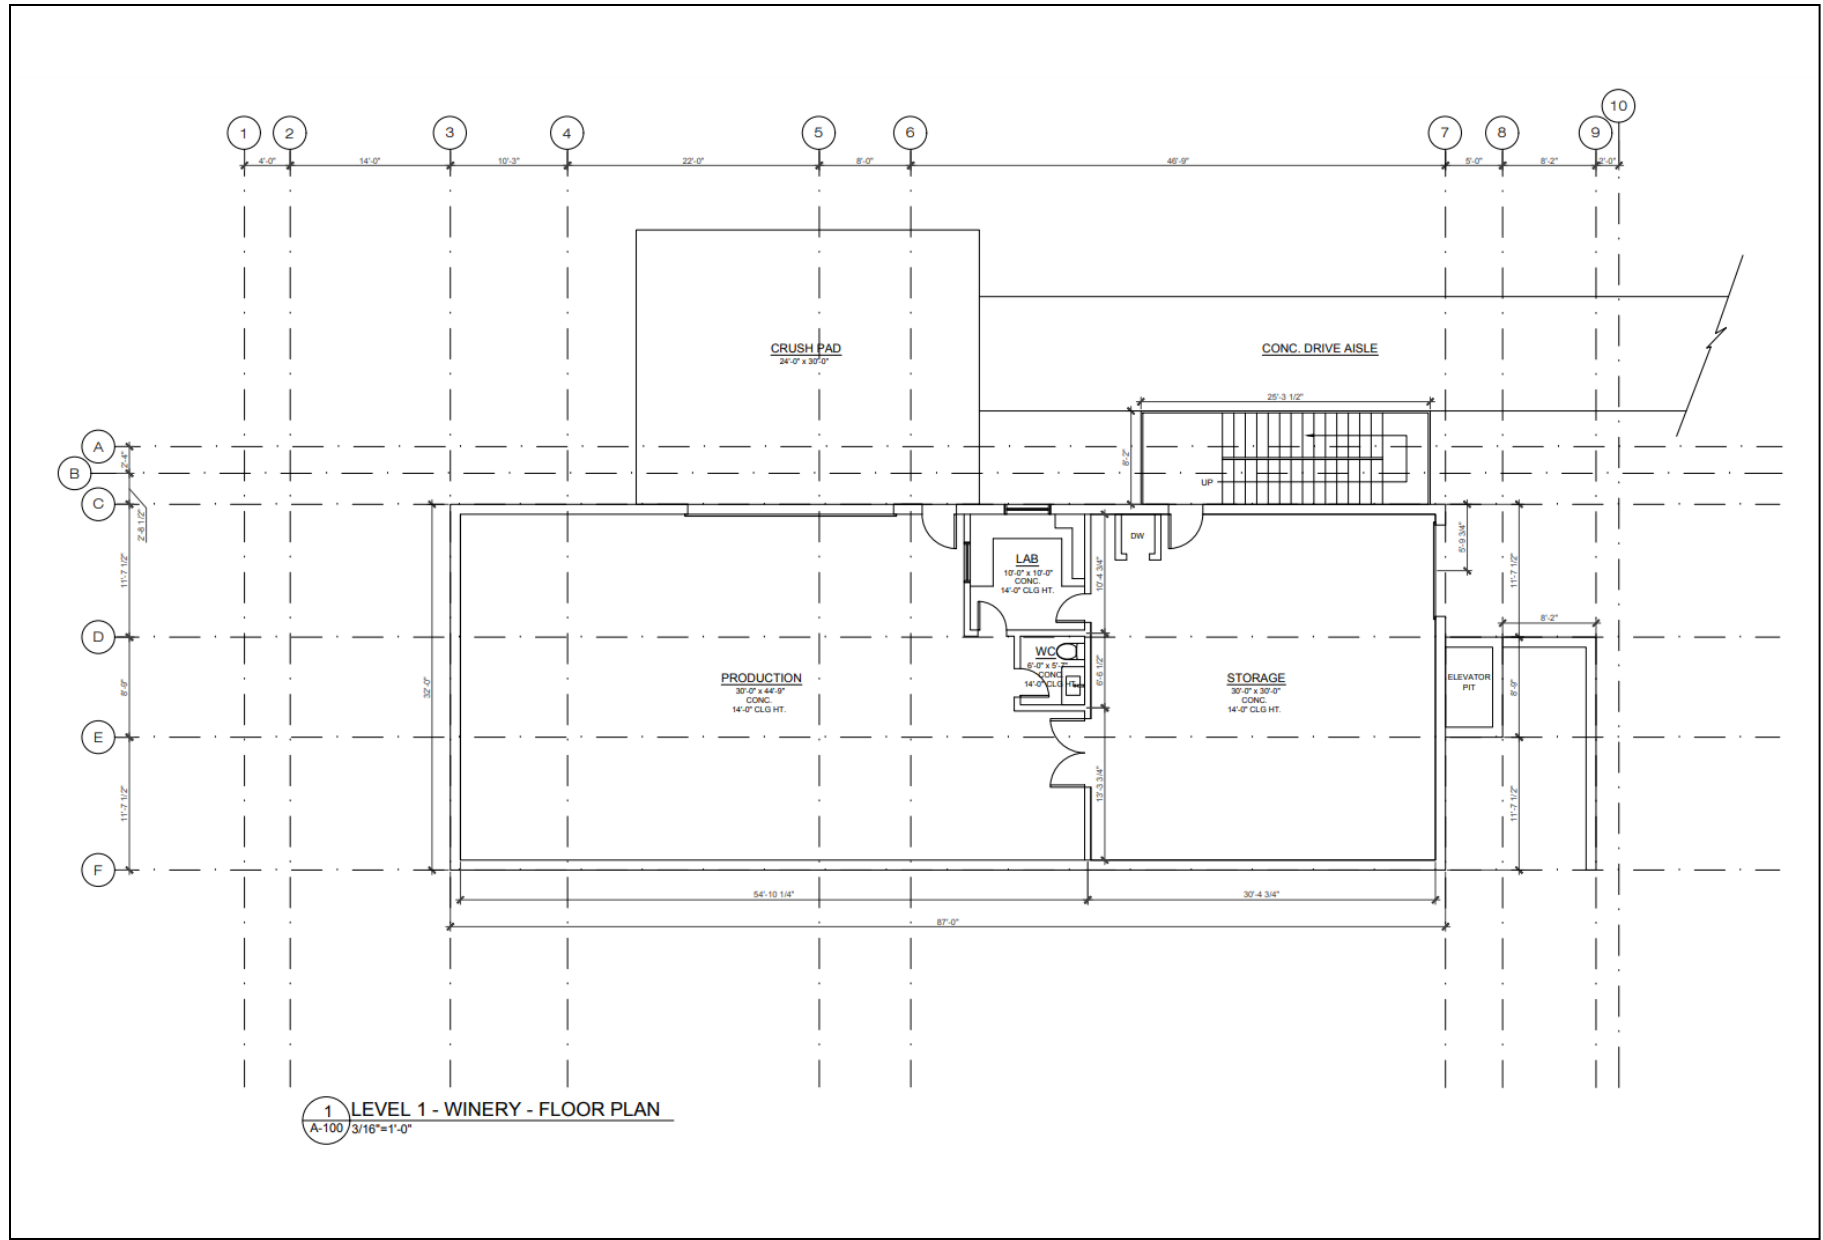 10
1
2
3
4
5
6
7
8
9
4'-0"
14'-0"
10'-3"
22'-0"
8'-0"
46'-9"
5'-0"
8'-2"
2'-0"
CRUSH PAD
24'-0" x 30'-0"
CONC. DRIVE AISLE
25'-3 1/2"
A
B
C
D
E
F
2'-4"
2'-8 1/2"
11'-7 1/2"
8'-9"
11'-7 1/2"
32'-0"
8'-2"
UP
DW
LAB
10'-0" x 10'-0"
CONC.
14'-0" CLG HT.
10'-4 3/4"
5'-9 3/4"
11'-7 1/2"
8'-2"
WC
CONC
14'-0" CLG HT.
6'-6 1/2"
PRODUCTION
30'-0" x 44'-9"
CONC.
14'-0" CLG HT.
STORAGE
30'-0" x 30'-0"
CONC.
14'-0" CLG HT.
ELEVATOR
PIT
8'-9"
13'-3 3/4"
11'-7 1/2"
54'-10 1/4"
30'-4 3/4"
87'-0"
1
A-100
LEVEL 1 - WINERY - FLOOR PLAN
3/16"=1'-0"